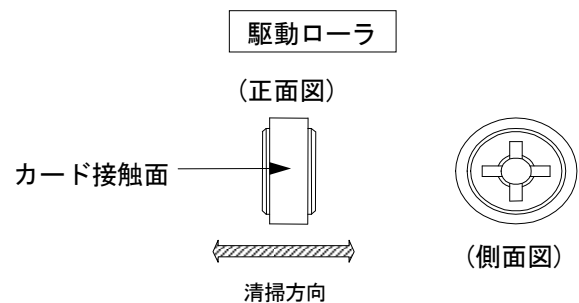 駆動ローラ
（正面図）
カード接触面
（側面図）
清掃方向